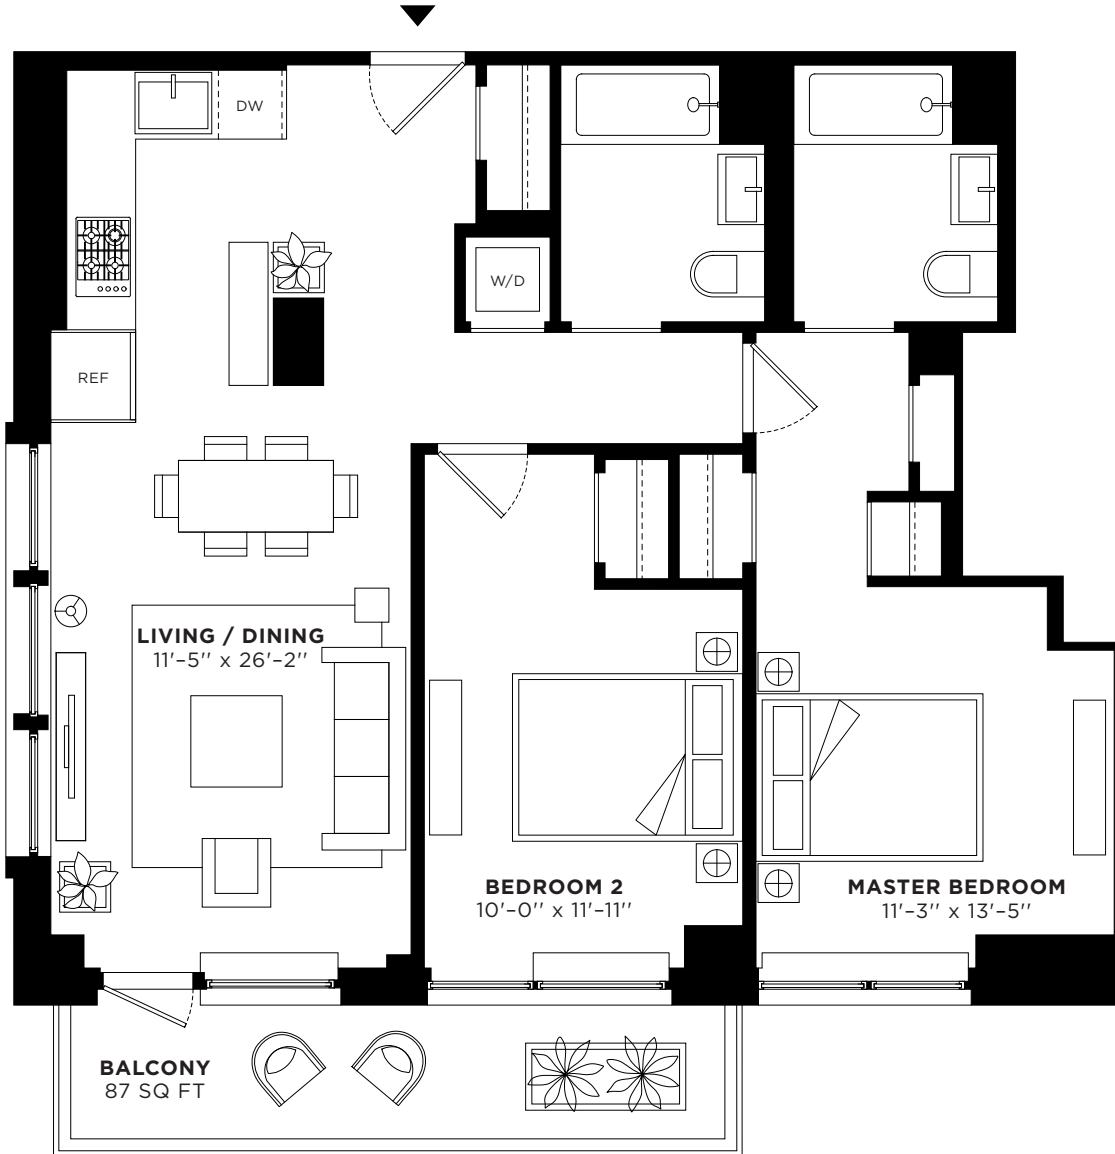 DW
W/D
REF
LIVING / DINING
11'-5'' x 26'-2''
BEDROOM 2
10'-0'' x 11'-11''
MASTER BEDROOM
11'-3'' x 13'-5''
BALCONY
87 SQ FT